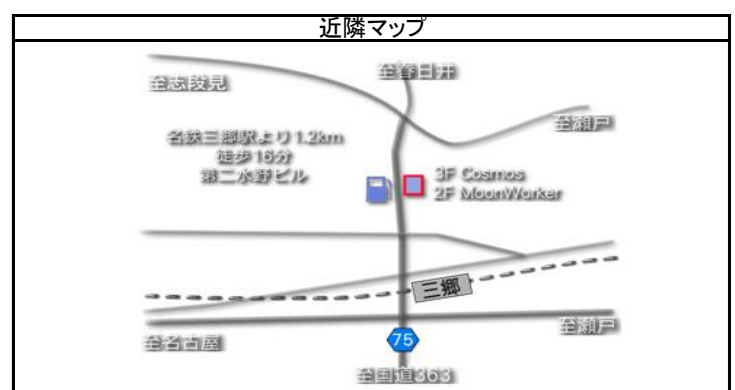 近隣マップ
至志段見
至春日井
至瀬戸
名鉄三郷駅より1.2km
徒歩16分
第二水野ビル
3F Cosmos
2F MoonWorker
三郷
至名古屋
75
至瀬戸
至国道363